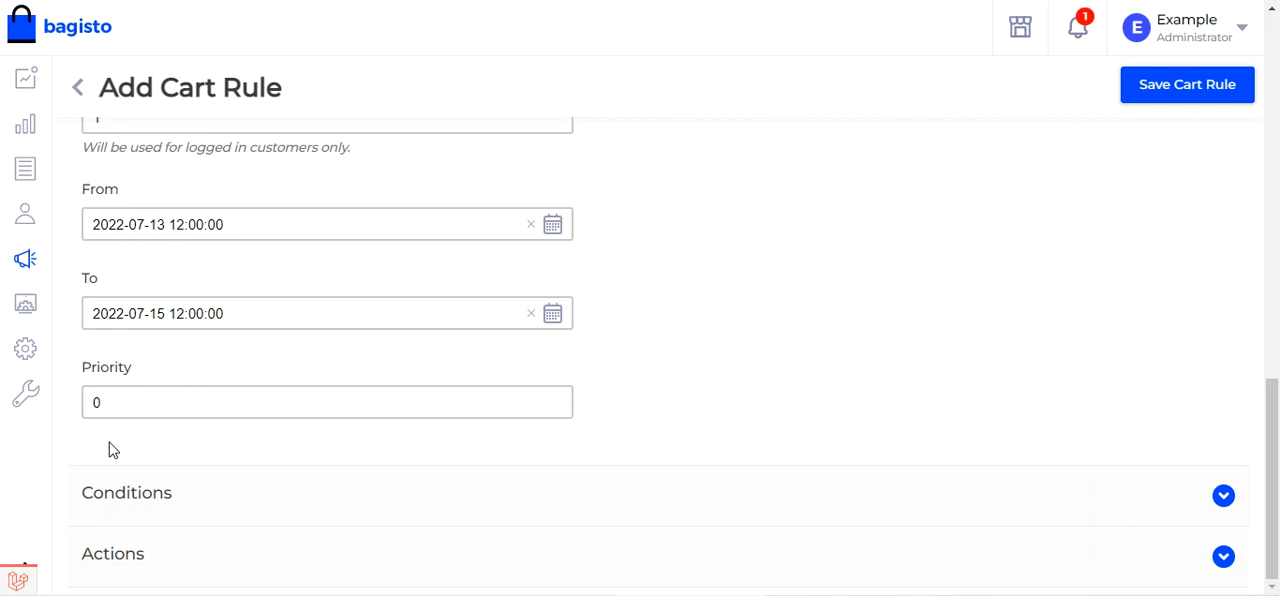 bagisto
1
E
Example
Administrator
Add Cart Rule
Save Cart Rule
Will be used for logged in customers only.
From
2022-07-13 12:00:00
To
2022-07-15 12:00:00
Priority
0
Conditions
Actions